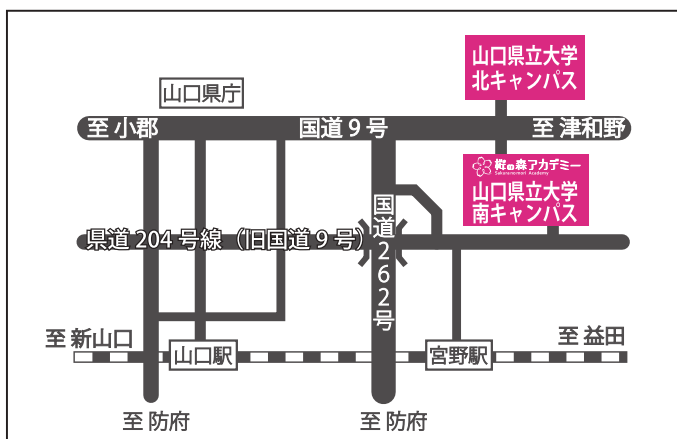 山口県立大学
北キャンパス
山口県庁
至 小郡
国道 9 号
至 津和野
桜の森アカデミー
Sakuranomori Academy
山口県立大学
南キャンパス
国道262号
県道 204 号線（旧国道 9 号）
至 新山口
山口駅
宮野駅
至 益田
至 防府
至 防府